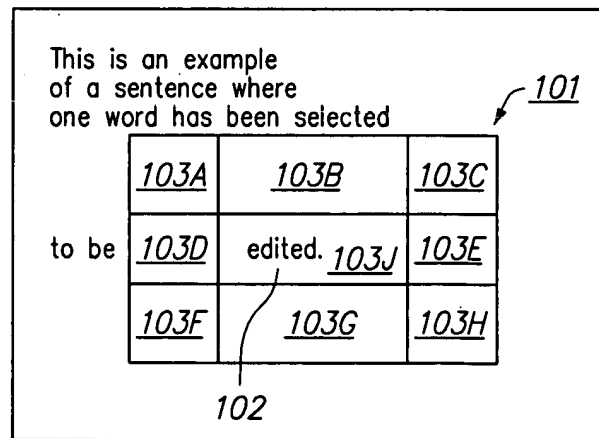 This is an example
of a sentence where
one word has been selected
101
103A 103B 103C
to be 103D edited. 103J 103E
103F 103G 103H
102